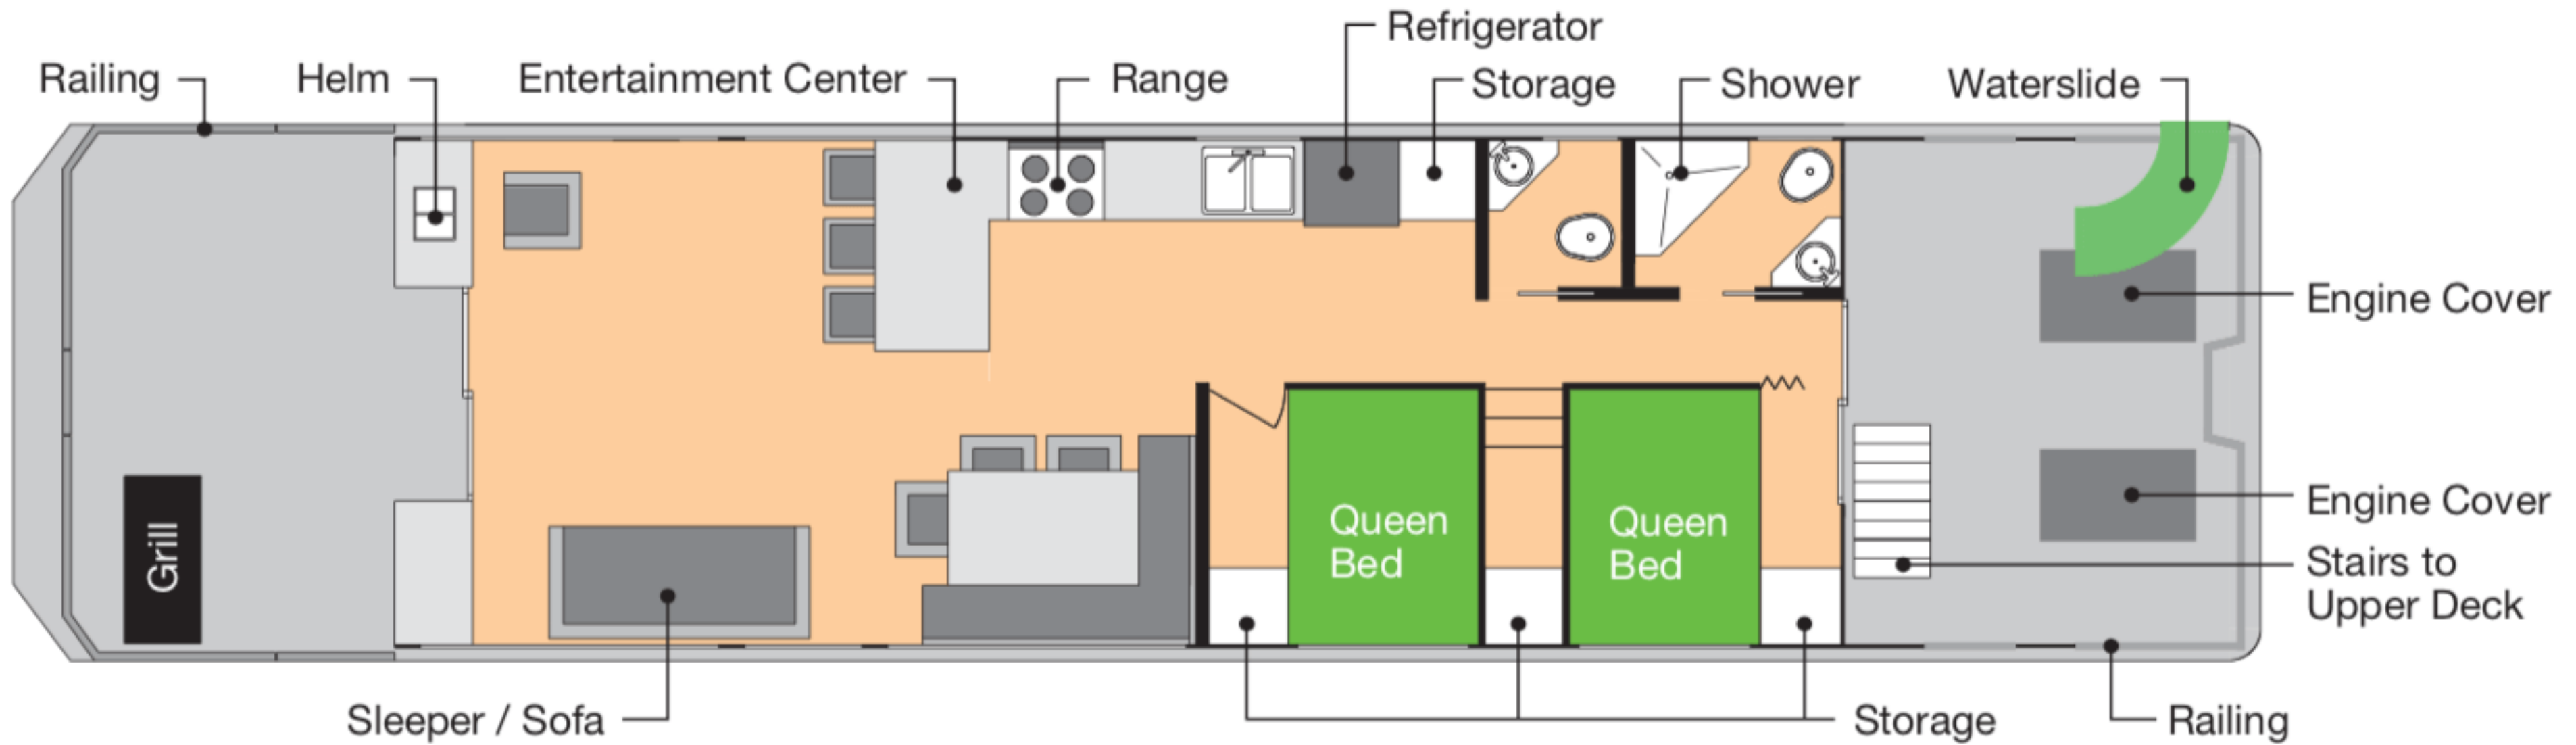 Refrigerator
Railing
Helm
Entertainment Center
Range
Storage
Shower
Waterslide
Engine Cover
Grill
Queen
Bed
Queen
Bed
Engine Cover
Stairs to
Upper Deck
Sleeper / Sofa
Storage
Railing